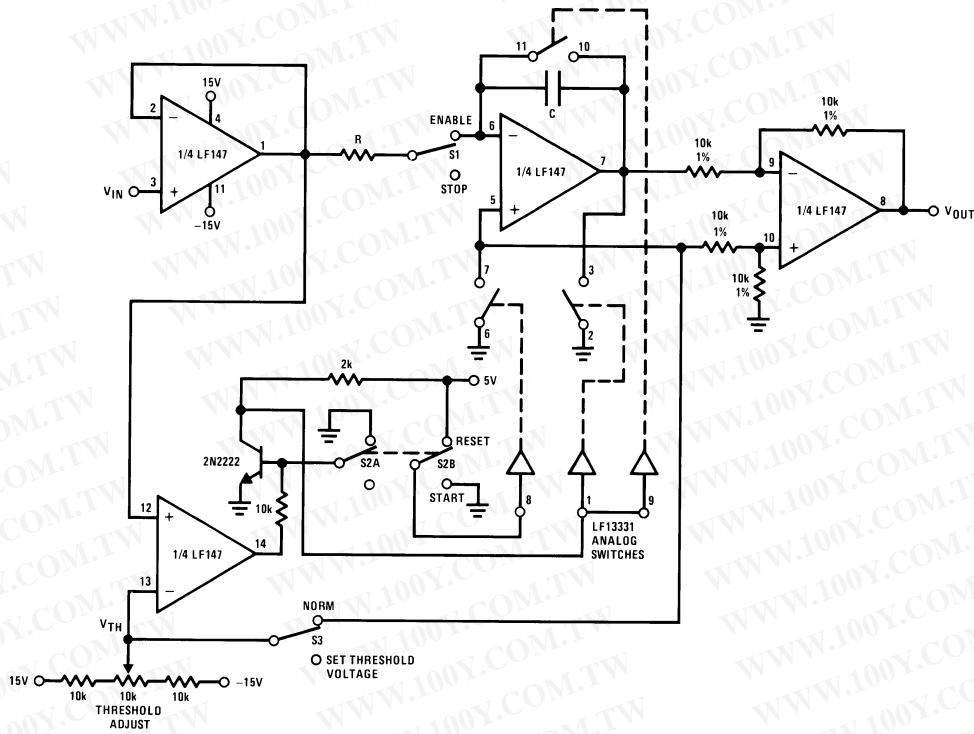 11
10
15V
2
4
ENABLE
C
10k
1%
1/4 LF147
1
R
6
S1
7
10k
1%
9
VIN
3
11
STOP
1/4 LF147
8
VOUT
-15V
5
10k
1%
10
1/4 LF147
10k
1%
7
3
6
2
2k
5V
RESET
2N2222
S2A
S2B
START
10k
8
1
9
12
LF13331
ANALOG
SWITCHES
1/4 LF147
14
13
NORM
VTH
S3
SET THRESHOLD
VOLTAGE
15V
-15V
10k
10k
10k
THRESHOLD
ADJUST
WWW.100Y.COM.TW